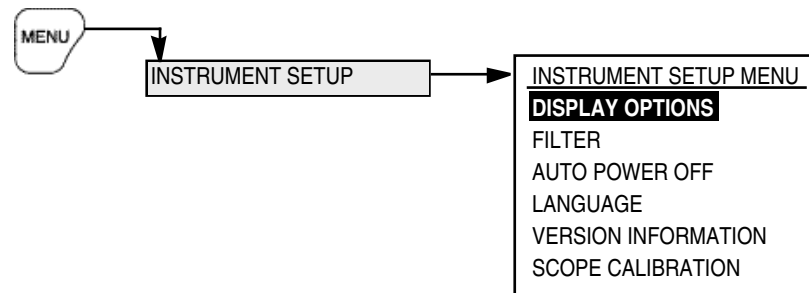 MENU
INSTRUMENT SETUP
INSTRUMENT SETUP MENU
DISPLAY OPTIONS
FILTER
AUTO POWER OFF
LANGUAGE
VERSION INFORMATION
SCOPE CALIBRATION